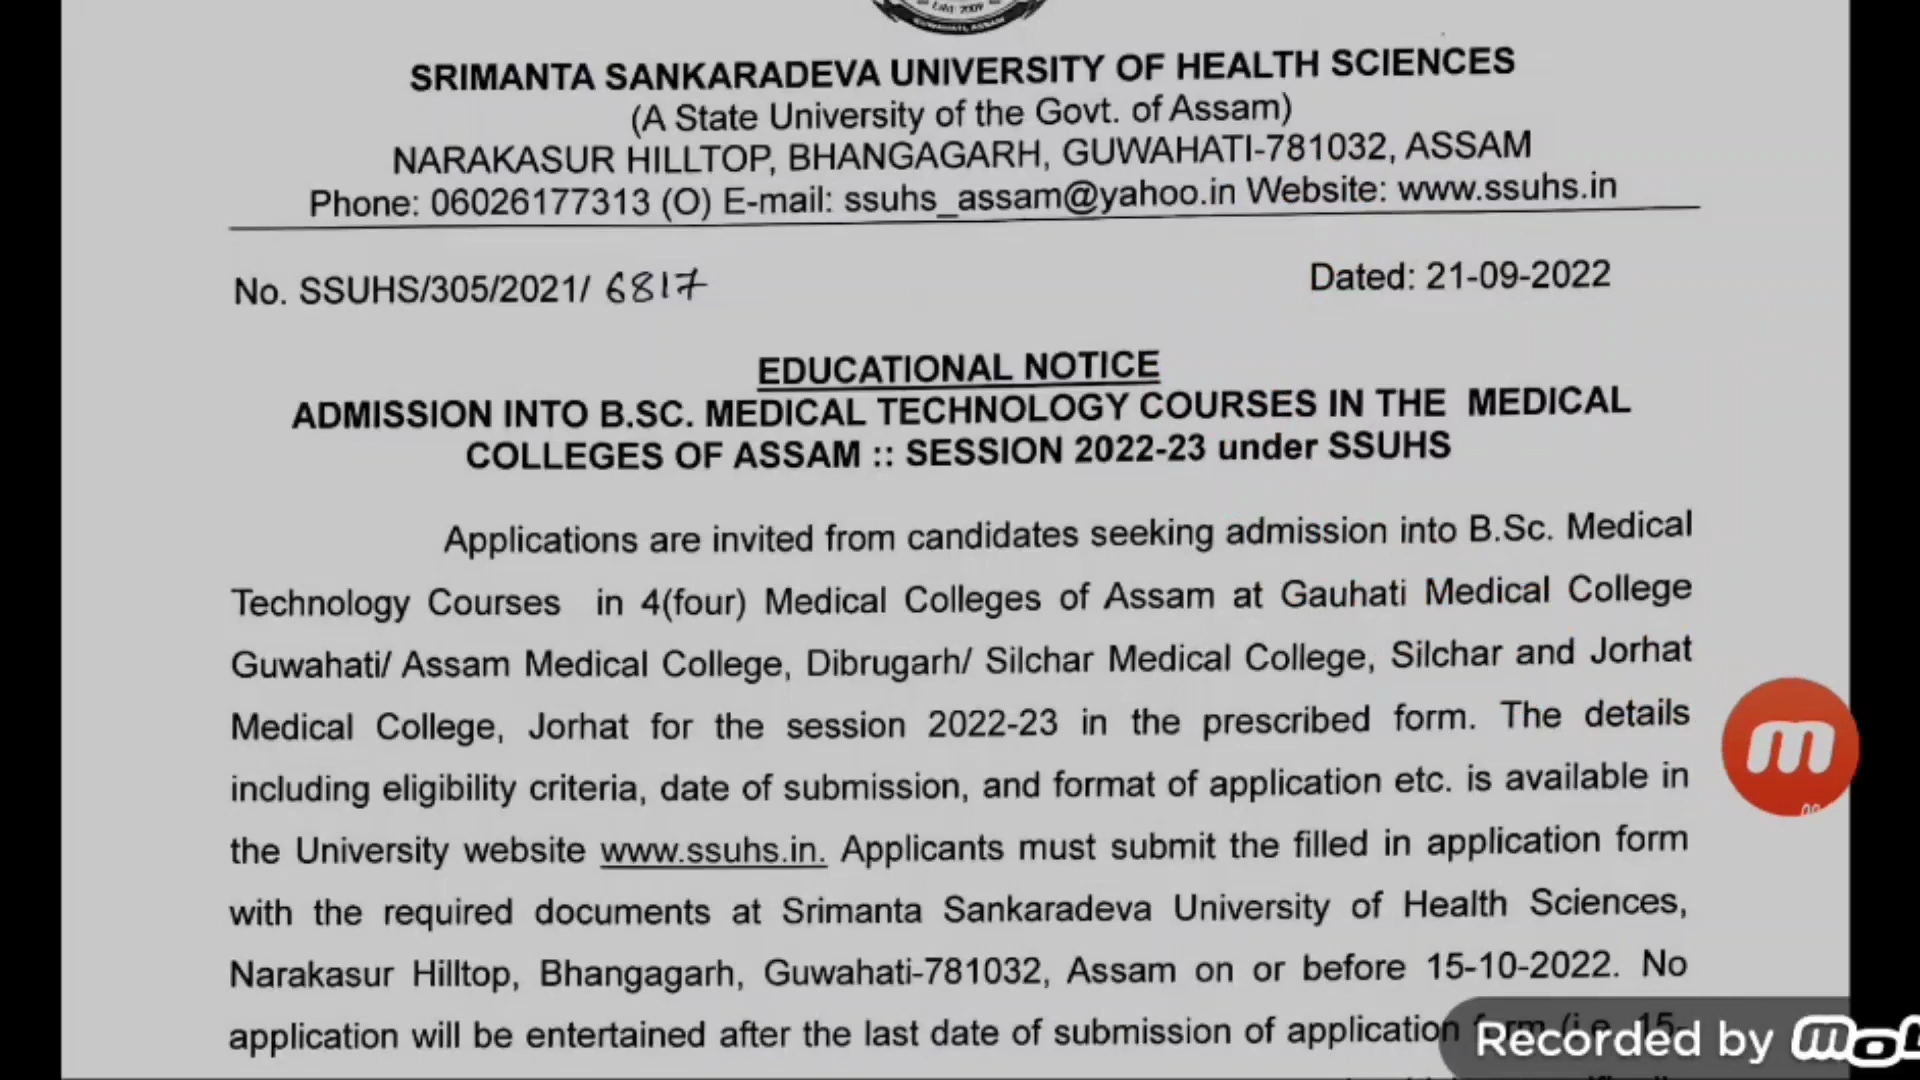 Estd: 2009
GUWAHATI, ASSAM
SRIMANTA SANKARADEVA UNIVERSITY OF HEALTH SCIENCES
(A State University of the Govt. of Assam)
NARAKASUR HILLTOP, BHANGAGARH, GUWAHATI-781032, ASSAM
Phone: 06026177313 (O) E-mail: ssuhs_assam@yahoo.in Website: www.ssuhs.in
No. SSUHS/305/2021/ 6817
Dated: 21-09-2022
EDUCATIONAL NOTICE
ADMISSION INTO B.SC. MEDICAL TECHNOLOGY COURSES IN THE MEDICAL
COLLEGES OF ASSAM :: SESSION 2022-23 under SSUHS
Applications are invited from candidates seeking admission into B.Sc. Medical
Technology Courses in 4(four) Medical Colleges of Assam at Gauhati Medical College
Guwahati/ Assam Medical College, Dibrugarh/ Silchar Medical College, Silchar and Jorhat
Medical College, Jorhat for the session 2022-23 in the prescribed form. The details
including eligibility criteria, date of submission, and format of application etc. is available in
the University website www.ssuhs.in. Applicants must submit the filled in application form
with the required documents at Srimanta Sankaradeva University of Health Sciences,
Narakasur Hilltop, Bhangagarh, Guwahati-781032, Assam on or before 15-10-2022. No
application will be entertained after the last date of submission of application form (i.e. 15-
Recorded by